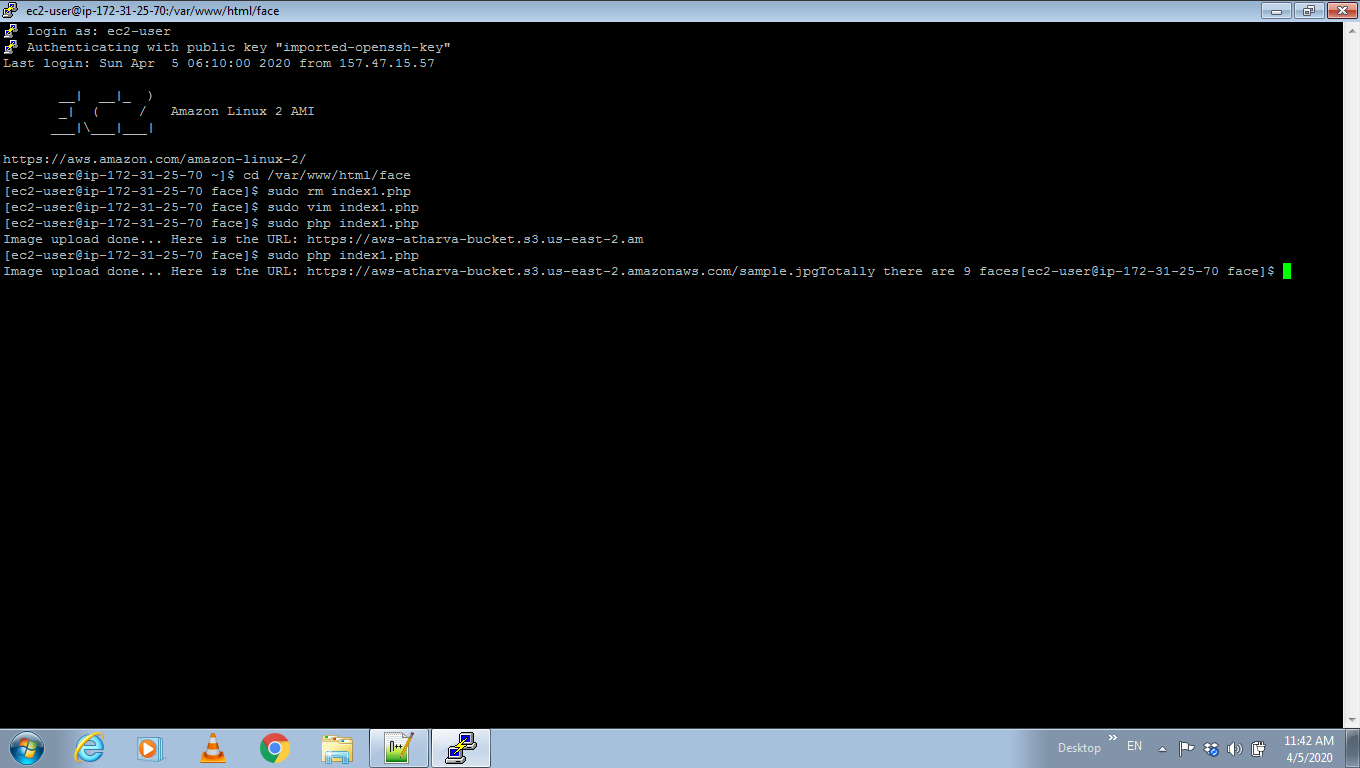 ec2-user@ip-172-31-25-70:/var/www/html/face
login as: ec2-user
Authenticating with public key "imported-openssh-key"
Last login: Sun Apr  5 06:10:00 2020 from 157.47.15.57
       __|  __|_  )
       _|  (     /   Amazon Linux 2 AMI
      ___|\___|___|
https://aws.amazon.com/amazon-linux-2/
[ec2-user@ip-172-31-25-70 ~]$ cd /var/www/html/face
[ec2-user@ip-172-31-25-70 face]$ sudo rm index1.php
[ec2-user@ip-172-31-25-70 face]$ sudo vim index1.php
[ec2-user@ip-172-31-25-70 face]$ sudo php index1.php
Image upload done... Here is the URL: https://aws-atharva-bucket.s3.us-east-2.am
[ec2-user@ip-172-31-25-70 face]$ sudo php index1.php
Image upload done... Here is the URL: https://aws-atharva-bucket.s3.us-east-2.amazonaws.com/sample.jpgTotally there are 9 faces[ec2-user@ip-172-31-25-70 face]$
Desktop
EN
11:42 AM
4/5/2020